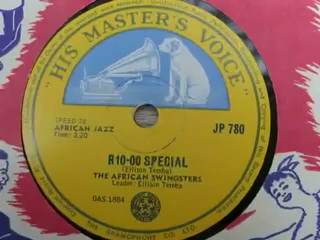 "HIS MASTER'S VOICE"
SPEED 78
AFRICAN JAZZ
Time: 2.20
JP 780
R10-00 SPECIAL
(Ellison Temba)
THE AFRICAN SWINGSTERS
Leader: Ellison Temba
OAS.1884